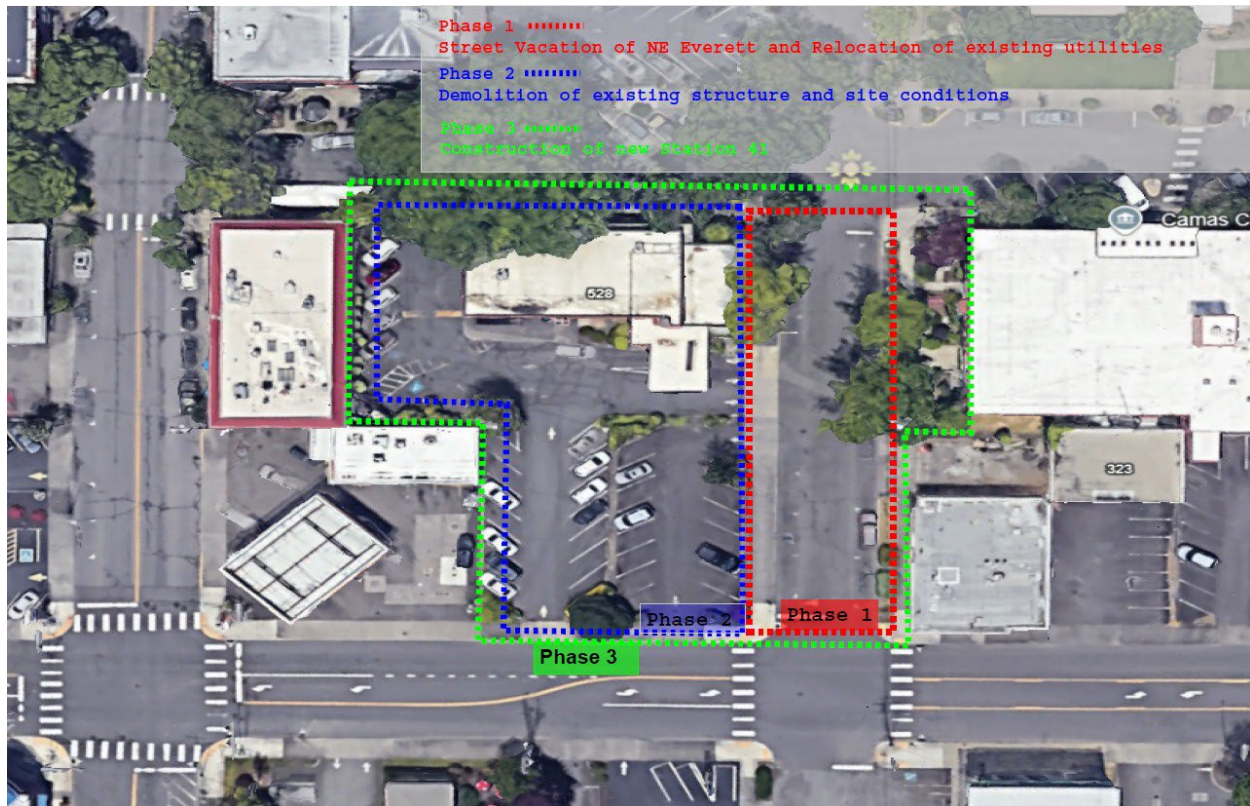 Phase 1
Street Vacation of NE Everett and Relocation of existing utilities
Phase 2
Demolition of existing structure and site conditions
Phase 3
Construction of new Station 41
Camas C
528
323
Phase 2
Phase 1
Phase 3